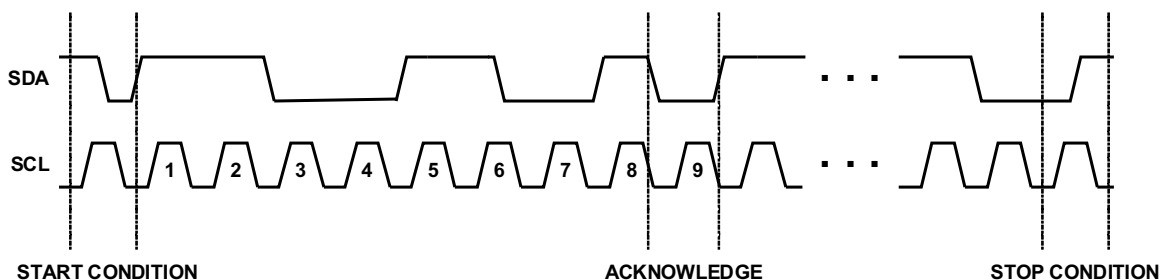 SDA
SCL 1 2 3 4 5 6 7 8 9
START CONDITION ACKNOWLEDGE STOP CONDITION